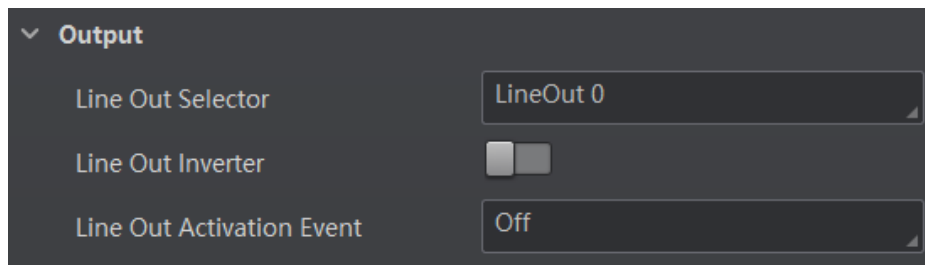 Output
Line Out Selector LineOut 0
Line Out Inverter
Line Out Activation Event Off